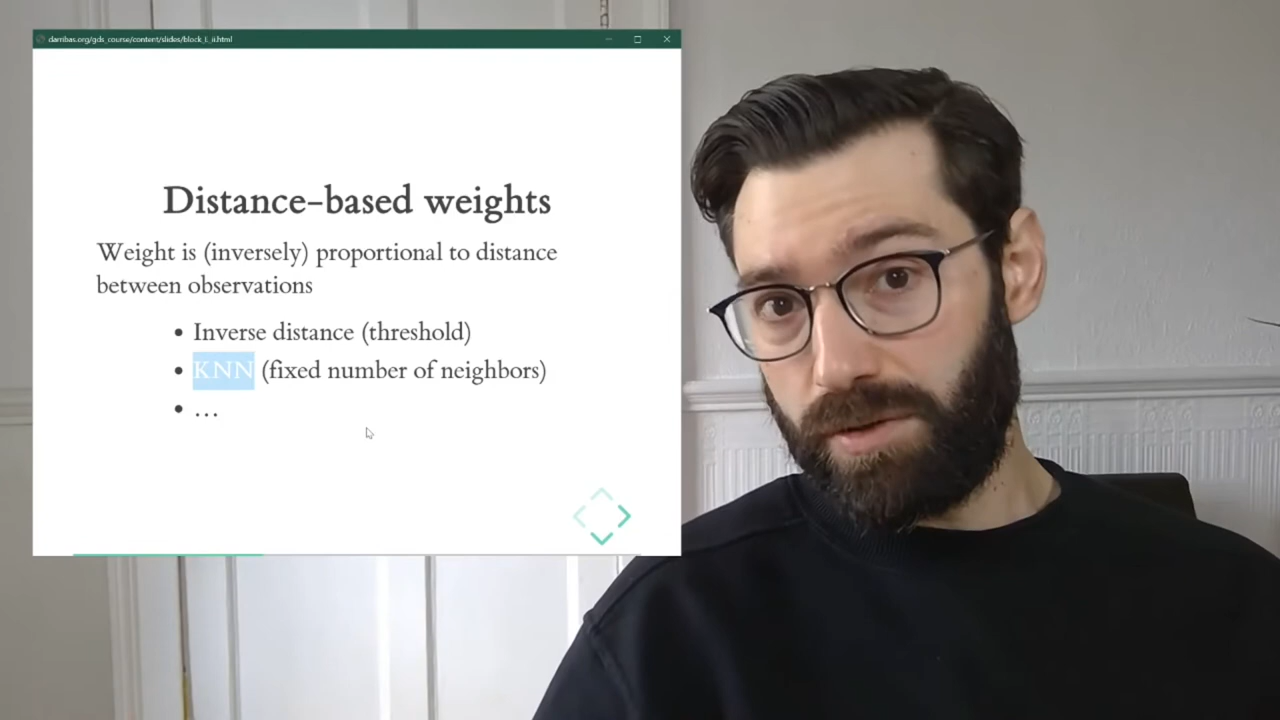 darribas.org/gds_course/content/slides/block_E_ii.html
Distance-based weights
Weight is (inversely) proportional to distance
between observations
• Inverse distance (threshold)
• KNN (fixed number of neighbors)
• …